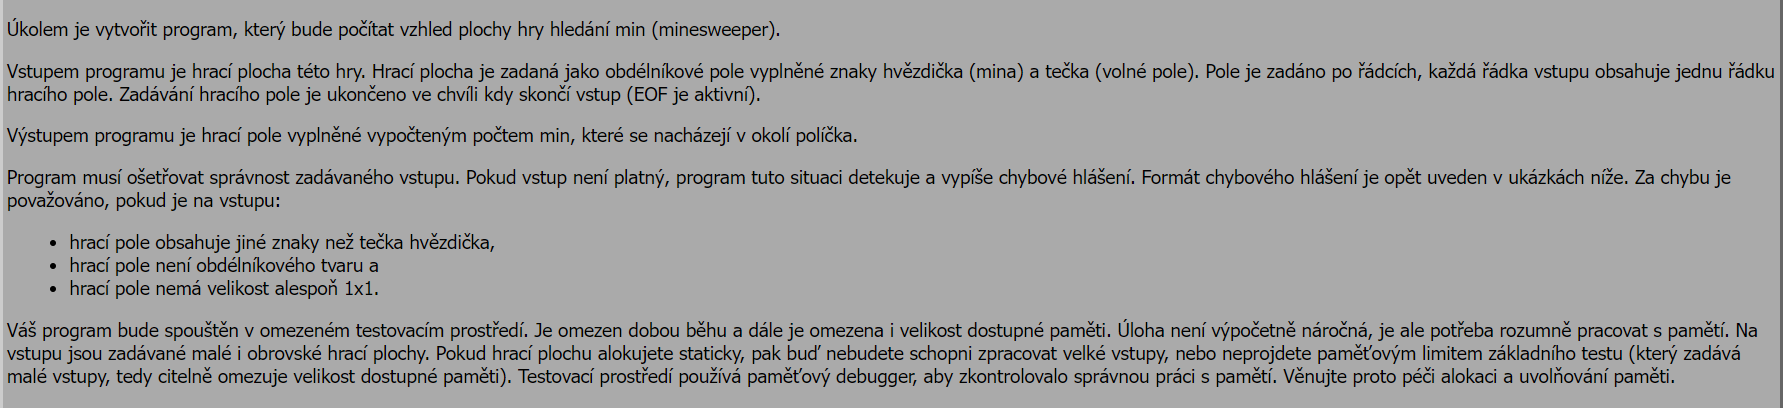 Úkolem je vytvořit program, který bude počítat vzhled plochy hry hledání min (minesweeper).
Vstupem programu je hrací plocha této hry. Hrací plocha je zadaná jako obdélníkové pole vyplněné znaky hvězdička (mina) a tečka (volné pole). Pole je zadáno po řádcích, každá řádka vstupu obsahuje jednu řádku
hracího pole. Zadávání hracího pole je ukončeno ve chvíli kdy skončí vstup (EOF je aktivní).
Výstupem programu je hrací pole vyplněné vypočteným počtem min, které se nacházejí v okolí políčka.
Program musí ošetřovat správnost zadávaného vstupu. Pokud vstup není platný, program tuto situaci detekuje a vypíše chybové hlášení. Formát chybového hlášení je opět uveden v ukázkách níže. Za chybu je
považováno, pokud je na vstupu:
• hrací pole obsahuje jiné znaky než tečka hvězdička,
• hrací pole není obdélníkového tvaru a
• hrací pole nemá velikost alespoň 1x1.
Váš program bude spouštěn v omezeném testovacím prostředí. Je omezen dobou běhu a dále je omezena i velikost dostupné paměti. Úloha není výpočetně náročná, je ale potřeba rozumně pracovat s pamětí. Na
vstupu jsou zadávané malé i obrovské hrací plochy. Pokud hrací plochu alokujete staticky, pak buď nebudete schopni zpracovat velké vstupy, nebo neprojdete paměťovým limitem základního testu (který zadává
malé vstupy, tedy citelně omezuje velikost dostupné paměti). Testovací prostředí používá paměťový debugger, aby zkontrolovalo správnou práci s pamětí. Věnujte proto péči alokaci a uvolňování paměti.